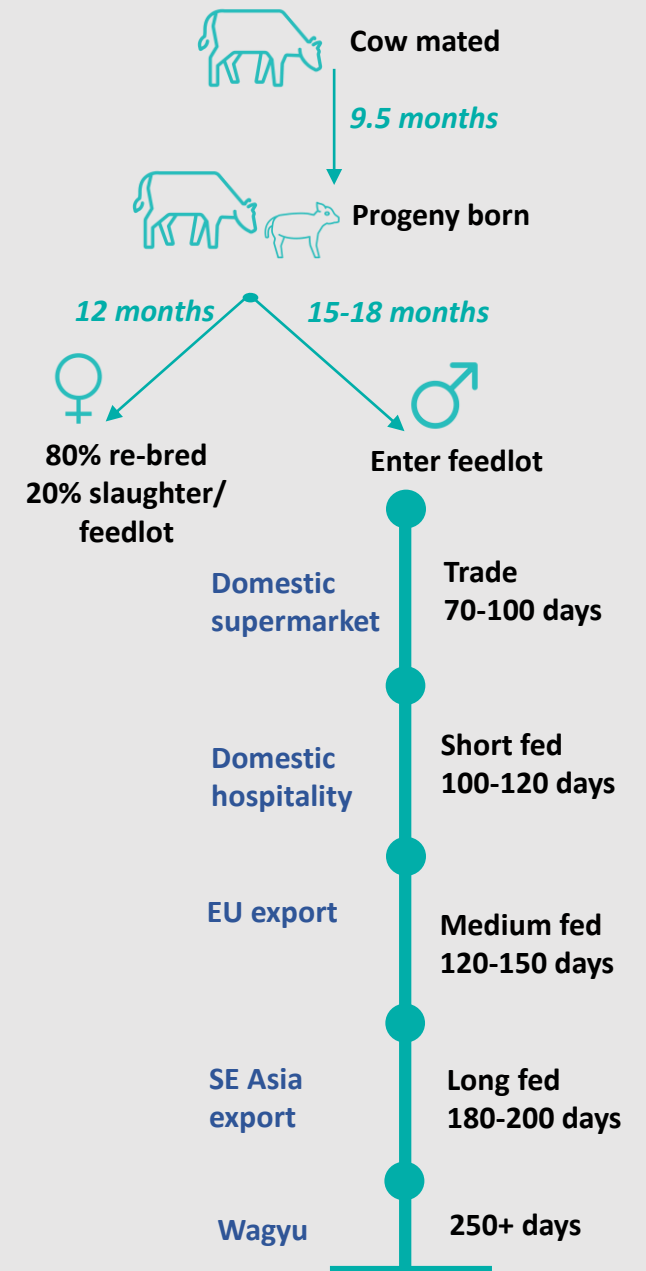 Cow mated
9.5 months
Progeny born
12 months
15-18 months
80% re-bred
20% slaughter/
feedlot
Enter feedlot
Domestic
supermarket
Trade
70-100 days
Domestic
hospitality
Short fed
100-120 days
EU export
Medium fed
120-150 days
SE Asia
export
Long fed
180-200 days
Wagyu
250+ days